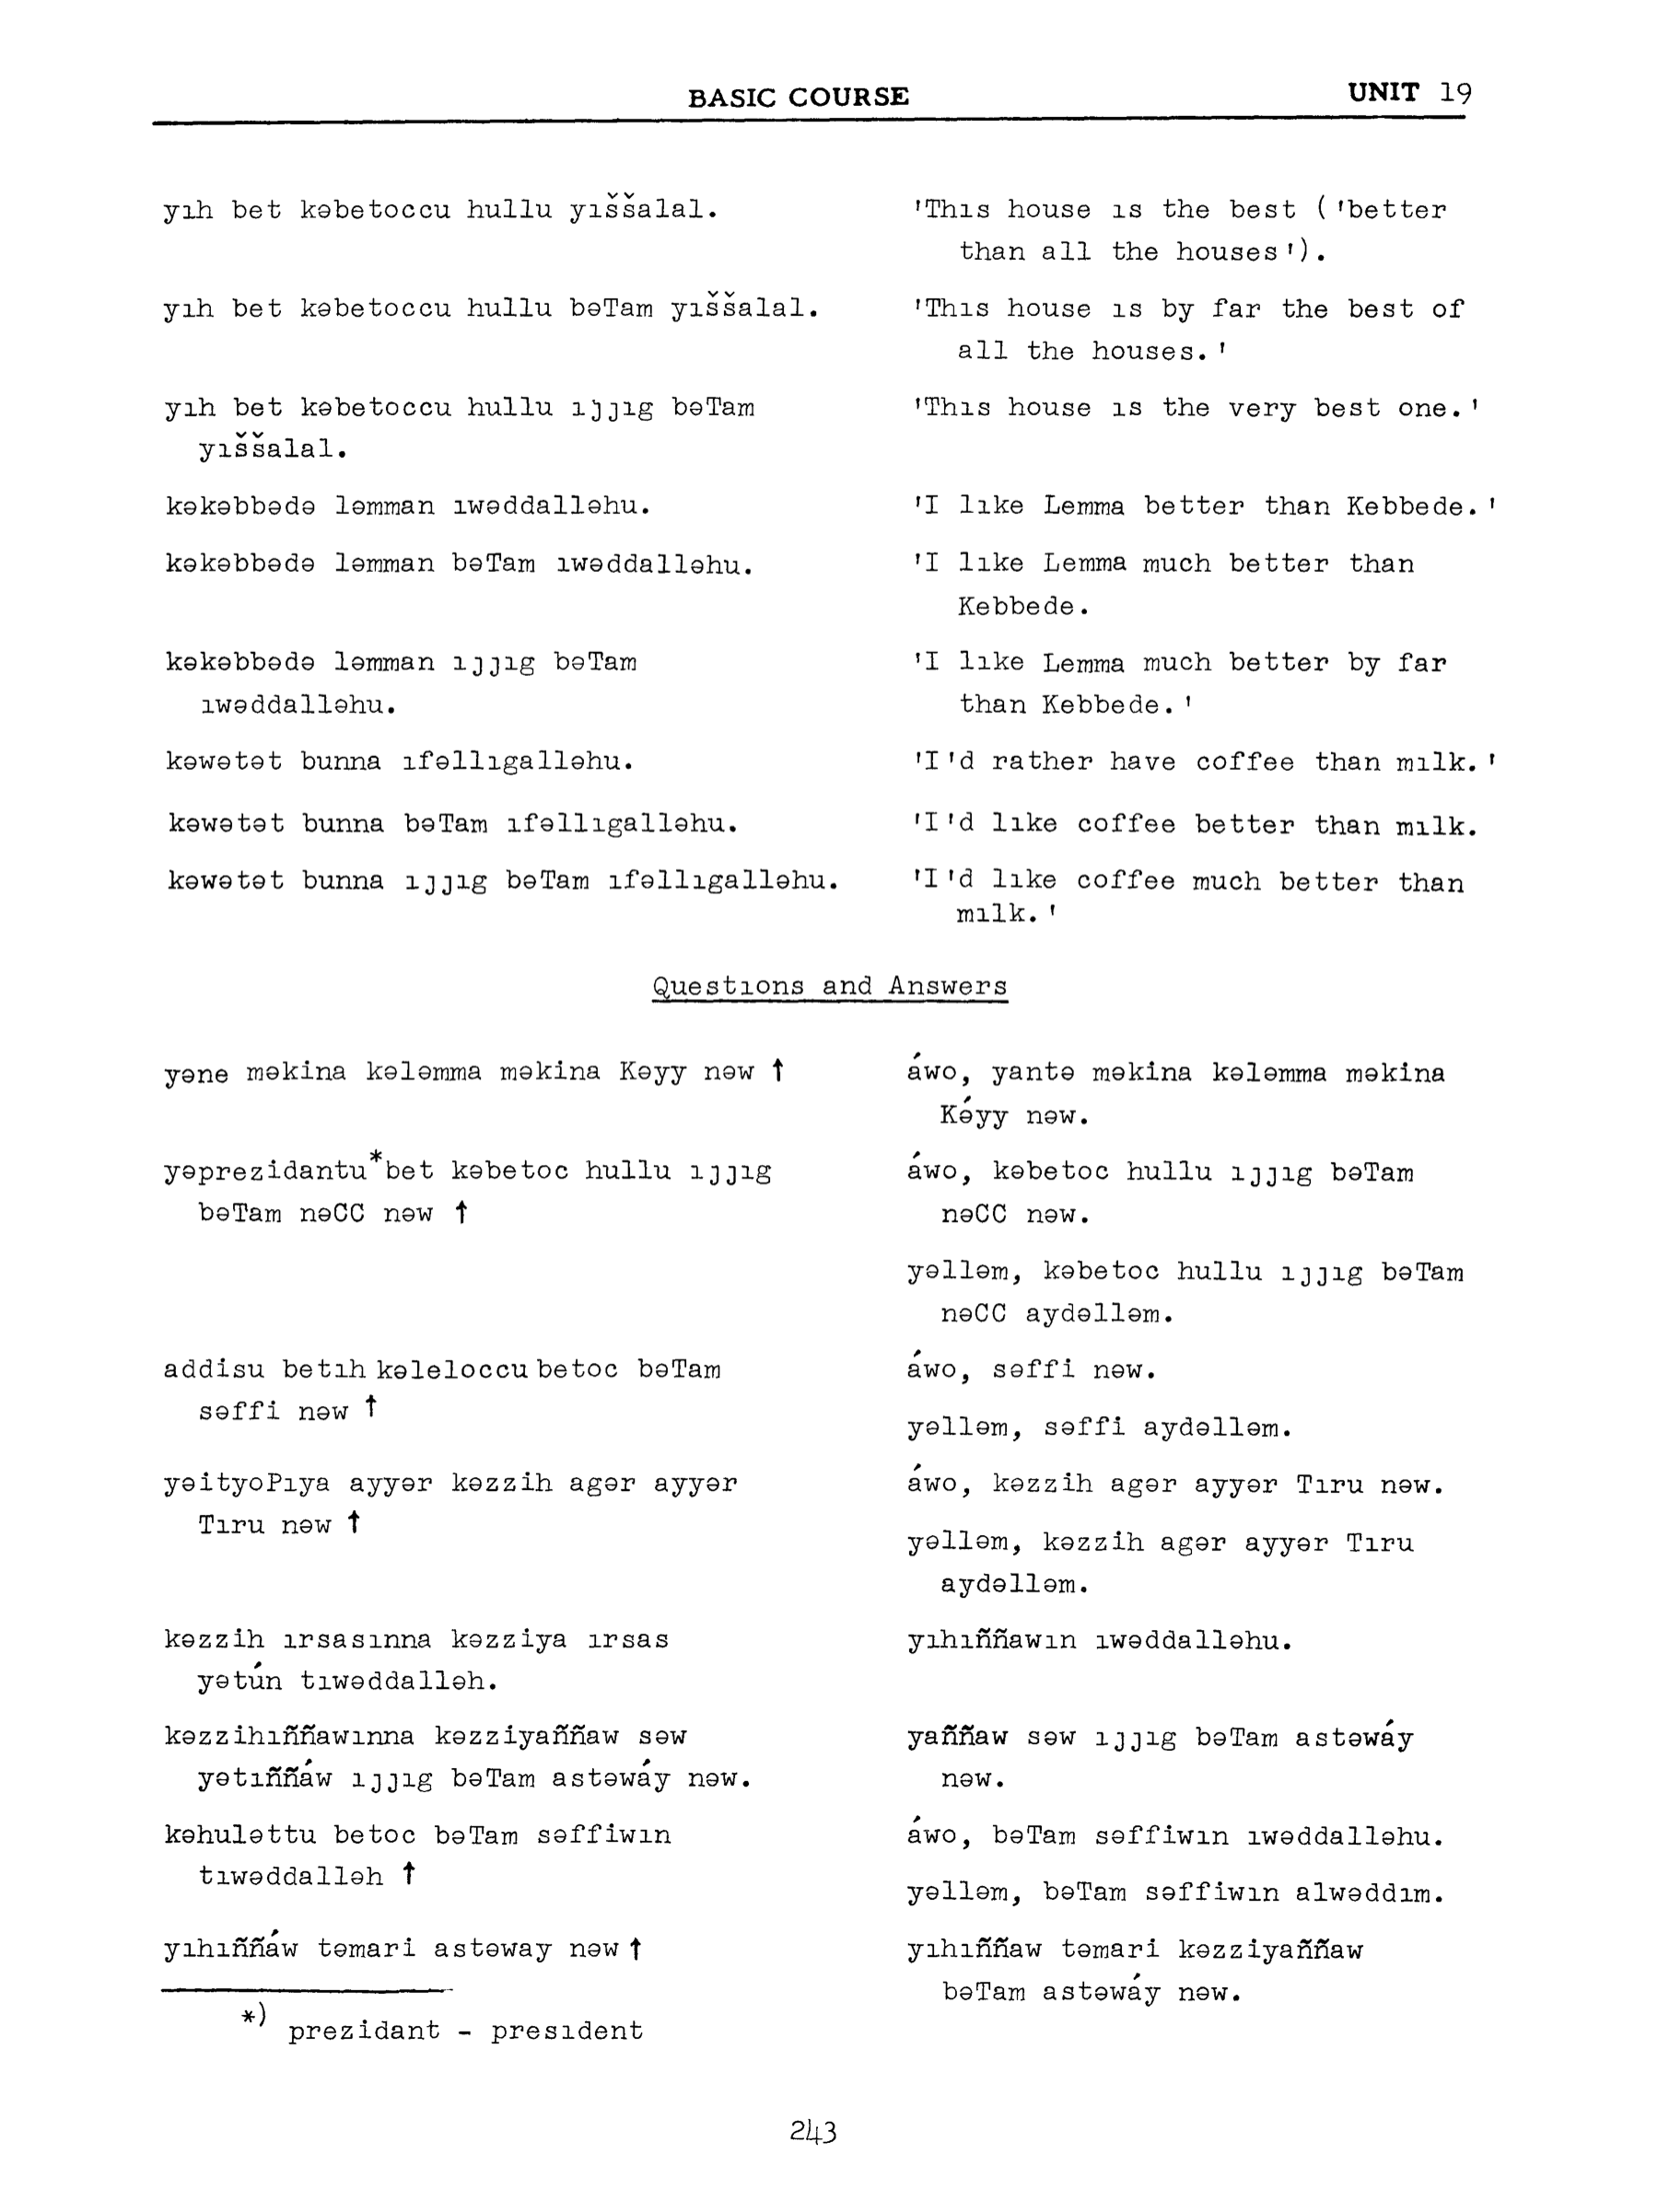 BASIC COURSE UNIT 19
yıh bet kəbetoccu hullu yıššalal.
'This house is the best ('better
than all the houses').
yıh bet kəbetoccu hullu bəTam yıššalal.
'This house is by far the best of
all the houses.'
yıh bet kəbetoccu hullu ıȷȷıg bəTam
yıššalal.
'This house is the very best one.'
kəkəbbədə ləmman ıwəddalləhu.
'I like Lemma better than Kebbede.'
kəkəbbədə ləmman bəTam ıwəddalləhu.
'I like Lemma much better than
Kebbede.
kəkəbbədə ləmman ıȷȷıg bəTam
ıwəddalləhu.
'I like Lemma much better by far
than Kebbede.'
kəwətət bunna ıfəllıgalləhu.
'I'd rather have coffee than milk.'
kəwətət bunna bəTam ıfəllıgalləhu.
'I'd like coffee better than milk.
kəwətət bunna ıȷȷıg bəTam ıfəllıgalləhu.
'I'd like coffee much better than
milk.'
Questions and Answers
yəne məkina kələmma məkina Kəyy nəw ↑
áwo, yantə məkina kələmma məkina
Kə́yy nəw.
yəprezidantu*bet kəbetoc hullu ıȷȷıg
bəTam nəCC nəw ↑
áwo, kəbetoc hullu ıȷȷıg bəTam
nəCC nəw.
yəlləm, kəbetoc hullu ıȷȷıg bəTam
nəCC aydəlləm.
addisu betıh kəleloccu betoc bəTam
səffi nəw ↑
áwo, səffi nəw.
yəlləm, səffi aydəlləm.
yəityoPıya ayyər kəzzih agər ayyər
Tıru nəw ↑
áwo, kəzzih agər ayyər Tıru nəw.
yəlləm, kəzzih agər ayyər Tıru
aydəlləm.
kəzzih ırsasınna kəzziya ırsas
yətún tıwəddalləh.
yıhıññawın ıwəddalləhu.
kəzzihıññawınna kəzziyaññaw səw
yətıññáw ıȷȷıg bəTam astəwáy nəw.
yaññaw səw ıȷȷıg bəTam astəwáy
nəw.
kəhuləttu betoc bəTam səffiwın
tıwəddalləh ↑
áwo, bəTam səffiwın ıwəddalləhu.
yəlləm, bəTam səffiwın alwəddım.
yıhıññáw təmari astəway nəw ↑
yıhıññaw təmari kəzziyaññaw
bəTam astəwáy nəw.
*) prezidant - president
243